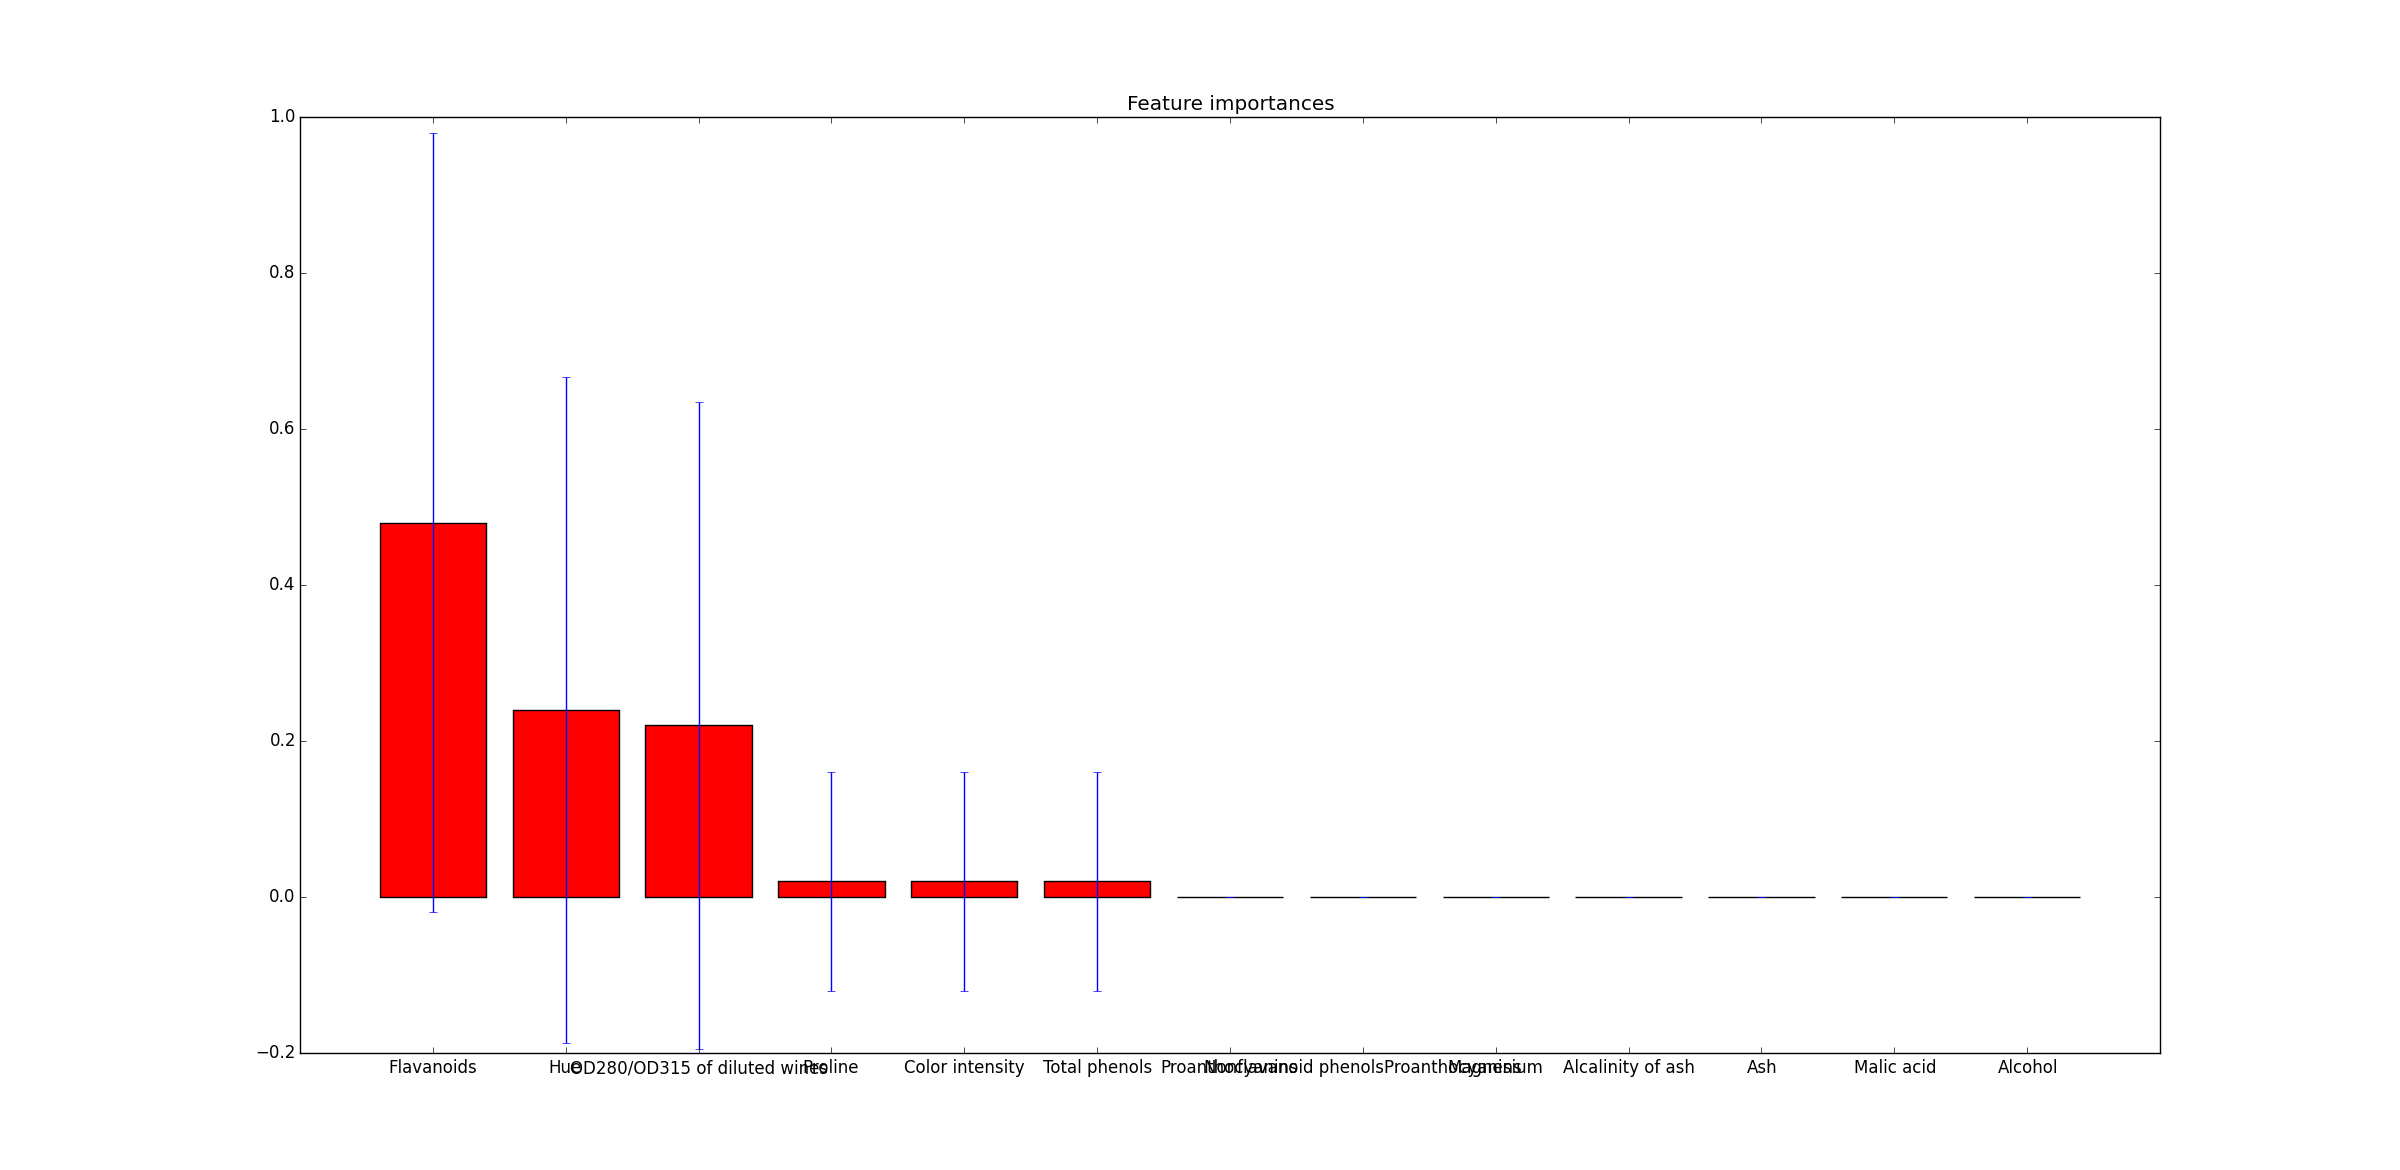 Feature importances
1.0
0.8
0.6
0.4
0.2
0.0
−0.2
Flavanoids
Hue
OD280/OD315 of diluted wines
Proline
Color intensity
Total phenols
Proanthocyanins
Nonflavanoid phenolsProanthocyanins
Magnesium
Alcalinity of ash
Ash
Malic acid
Alcohol